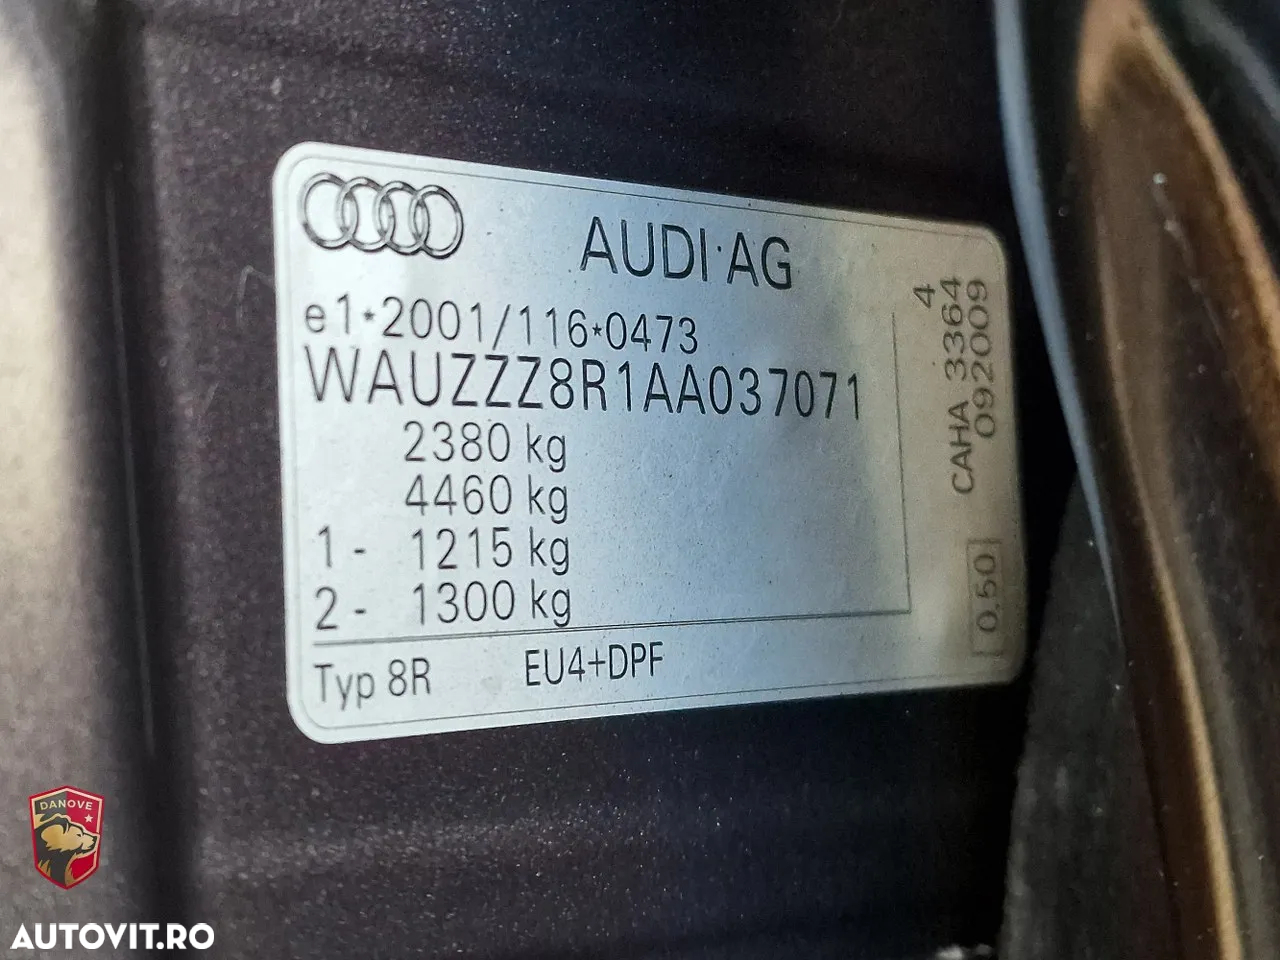 AUDI AG
e1*2001/116*0473
WAUZZZ8R1AA037071
2380 kg
4460 kg
1 - 1215 kg
2 - 1300 kg
Typ 8R EU4+DPF
4
CAHA 3364
092009
0.50
DANOVE
AUTOVIT.RO